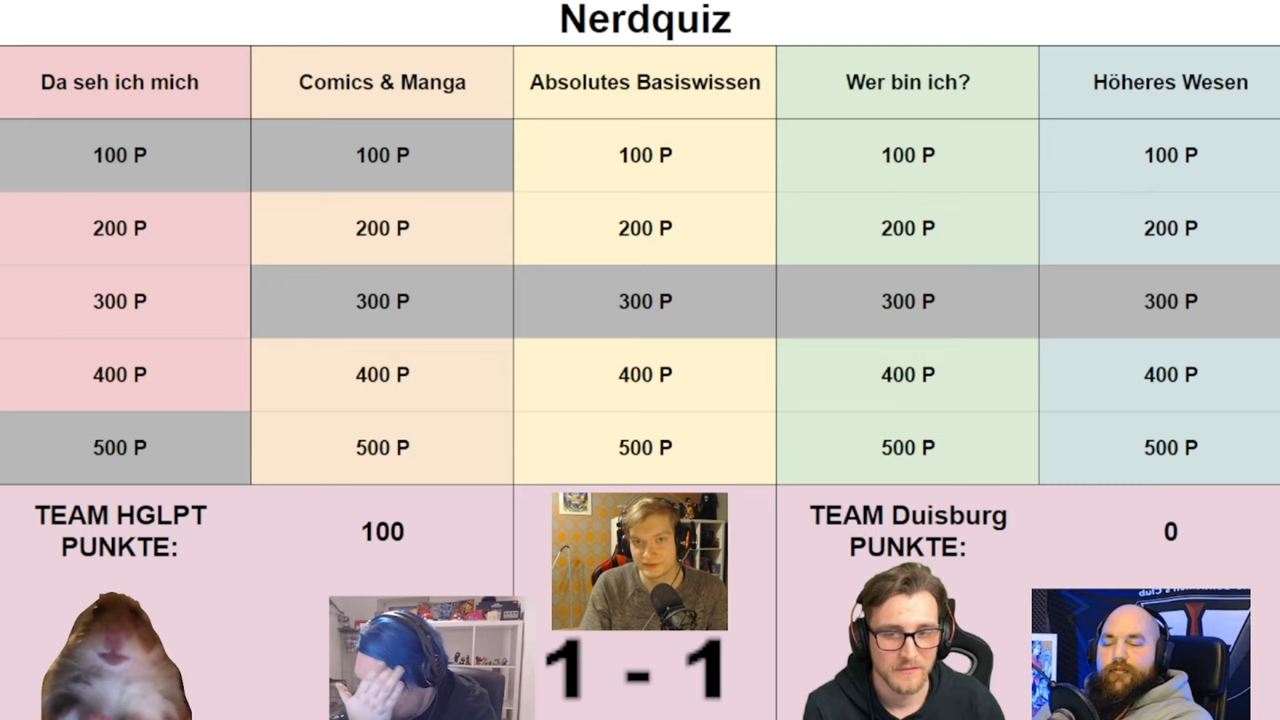 Nerdquiz
Da seh ich mich
Comics & Manga
Absolutes Basiswissen
Wer bin ich?
Höheres Wesen
100 P
100 P
100 P
100 P
100 P
200 P
200 P
200 P
200 P
200 P
300 P
300 P
300 P
300 P
300 P
400 P
400 P
400 P
400 P
400 P
500 P
500 P
500 P
500 P
500 P
TEAM HGLPT
PUNKTE:
100
TEAM Duisburg
PUNKTE:
0
1 - 1